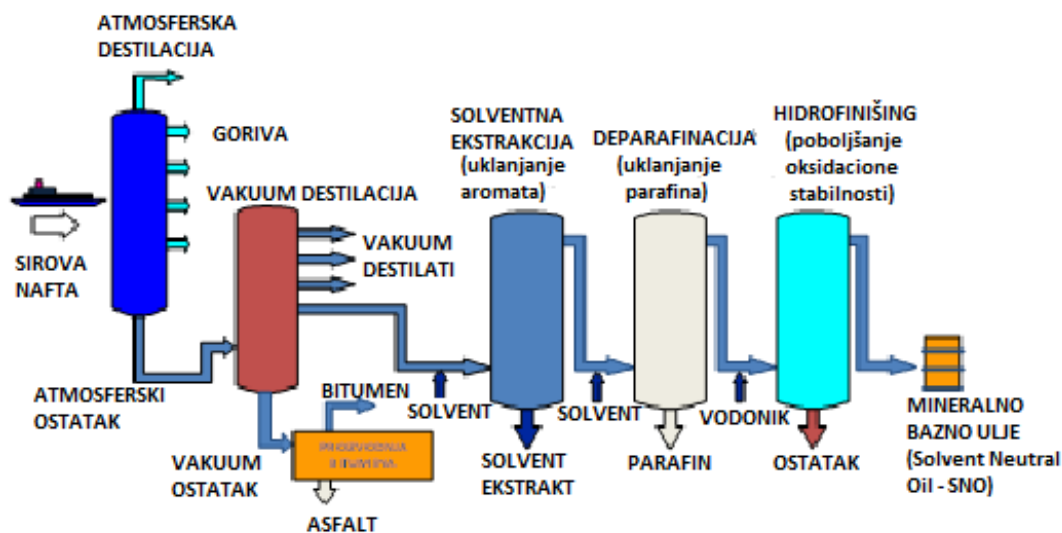 ATMOSFERSKA
DESTILACIJA
GORIVA
SIROVA
NAFTA
ATMOSFERSKI
OSTATAK
VAKUUM DESTILACIJA
VAKUUM
DESTILATI
BITUMEN
VAKUUM
OSTATAK
ASFALT
SOLVENT
SOLVENTNA
EKSTRAKCIJA
(uklanjanje
aromata)
SOLVENT
EKSTRAKT
SOLVENT
DEPARAFINACIJA
(uklanjanje
parafina)
PARAFIN
VODONIK
HIDROFINIŠING
(poboljšanje
oksidacione
stabilnosti)
OSTATAK
MINERALNO
BAZNO ULJE
(Solvent Neutral
Oil - SNO)